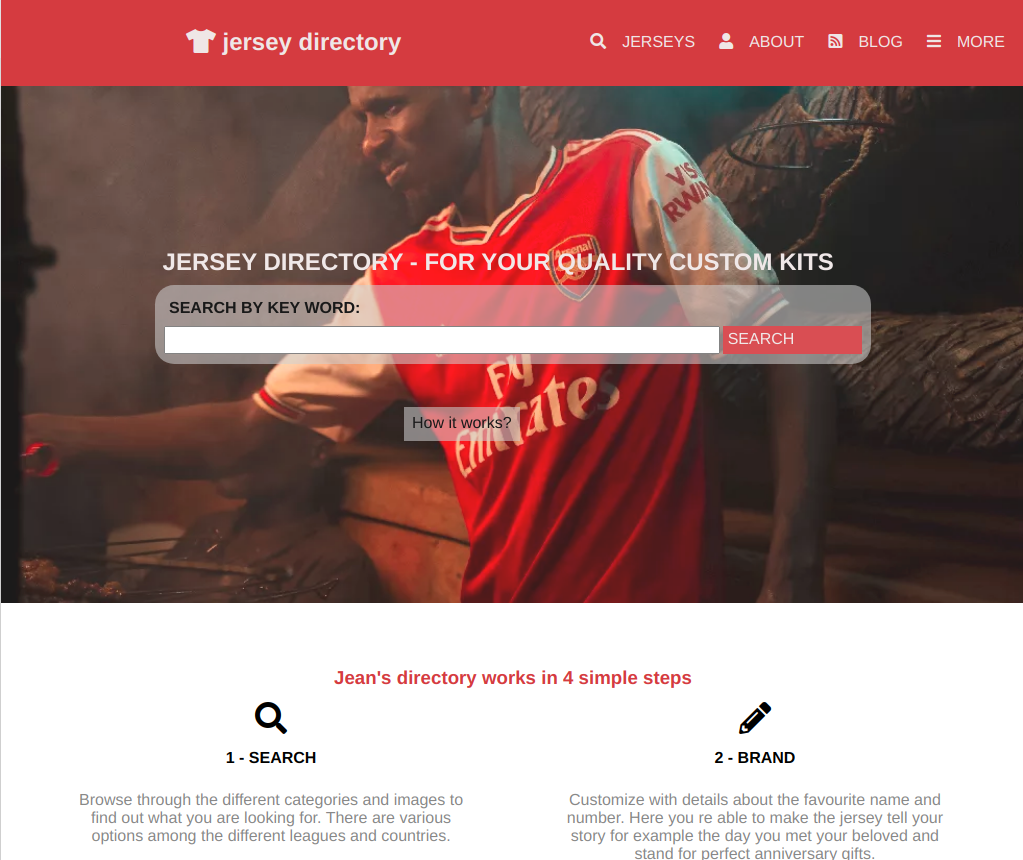 jersey directory
JERSEYS
ABOUT
BLOG
MORE
Arsenal
JERSEY DIRECTORY - FOR YOUR QUALITY CUSTOM KITS
SEARCH BY KEY WORD:
SEARCH
Fly
Emirates
How it works?
Jean's directory works in 4 simple steps
1 - SEARCH
Browse through the different categories and images to
find out what you are looking for. There are various
options among the different leagues and countries.
2 - BRAND
Customize with details about the favourite name and
number. Here you re able to make the jersey tell your
story for example the day you met your beloved and
stand for perfect anniversary gifts.